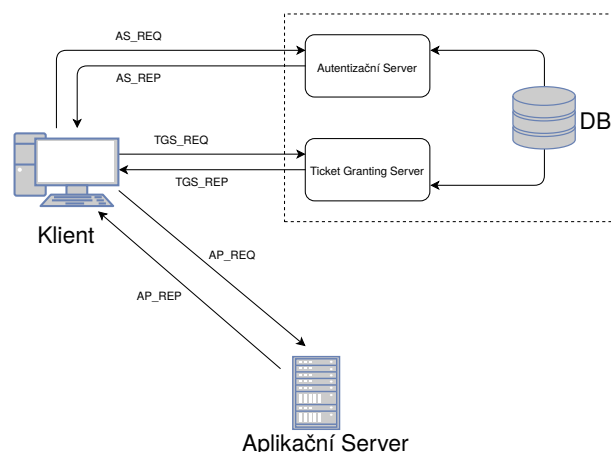 AS_REQ
Autentizační Server
AS_REP
DB
TGS_REQ
Ticket Granting Server
TGS_REP
Klient
AP_REQ
AP_REP
Aplikační Server